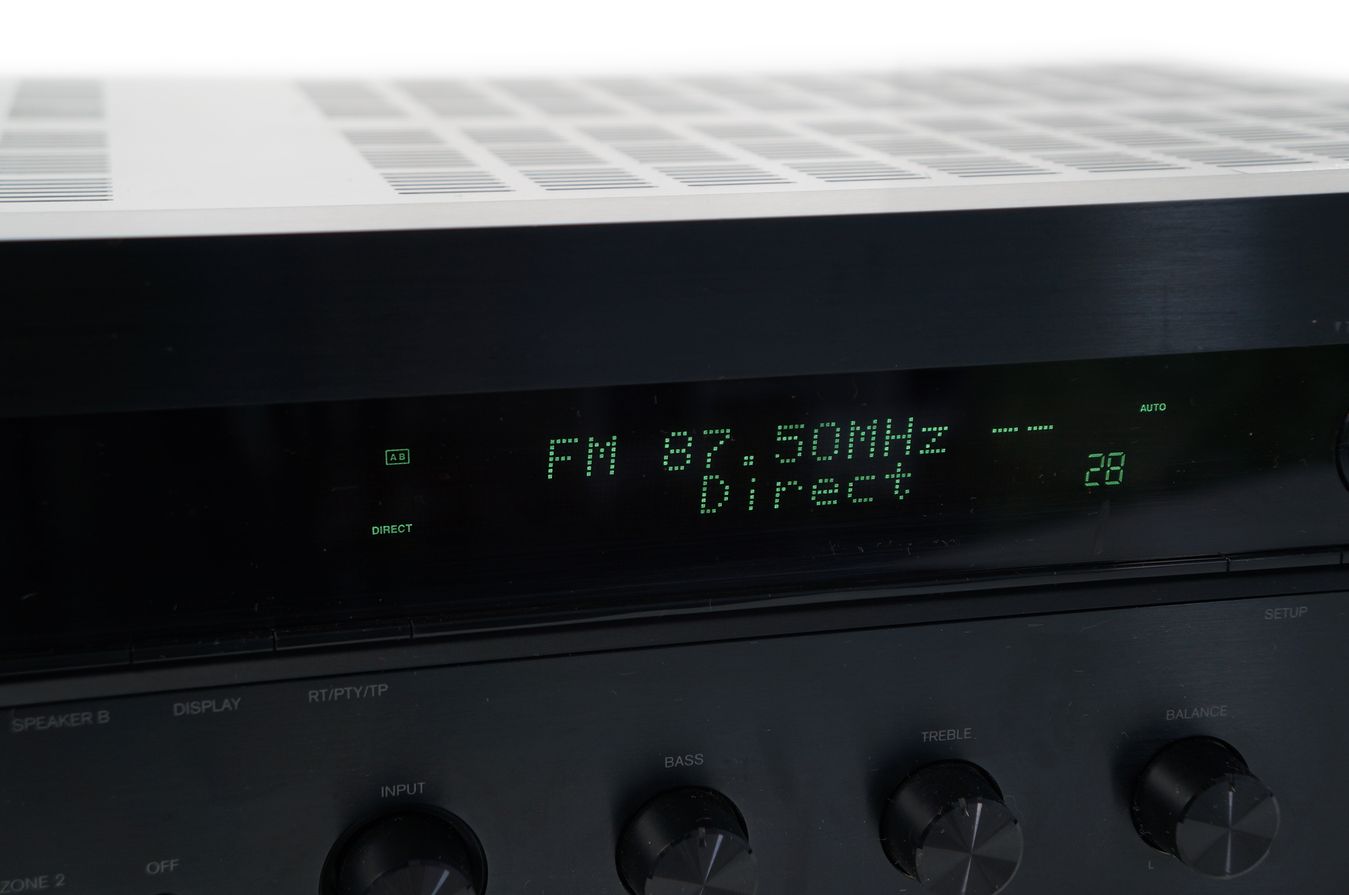 AUTO
AB
FM 87.50MHz --
28
Direct
DIRECT
SETUP
SPEAKER B
DISPLAY
RT/PTY/TP
BALANCE
TREBLE
BASS
INPUT
L
OFF
ZONE 2